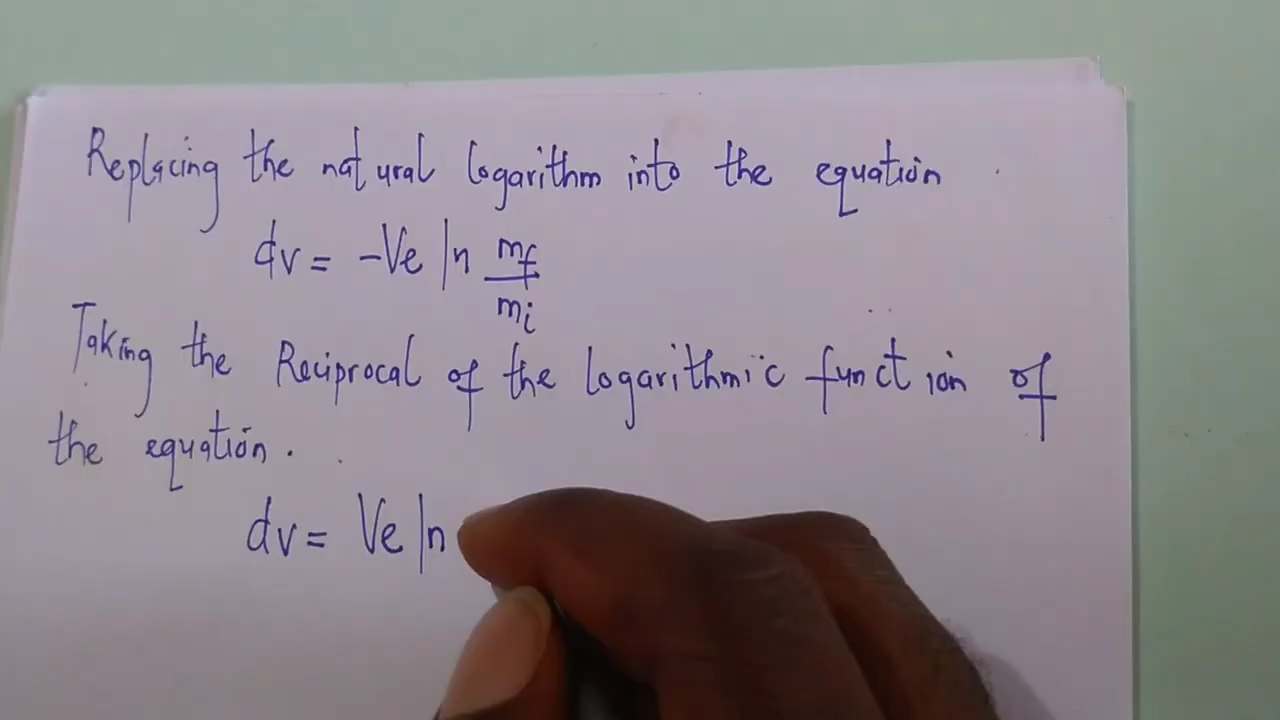 Replacing the natural logarithm into the equation
dv = -Ve ln mf/mi
Taking the Reciprocal of the logarithmic function of
the equation.
dv = Ve ln